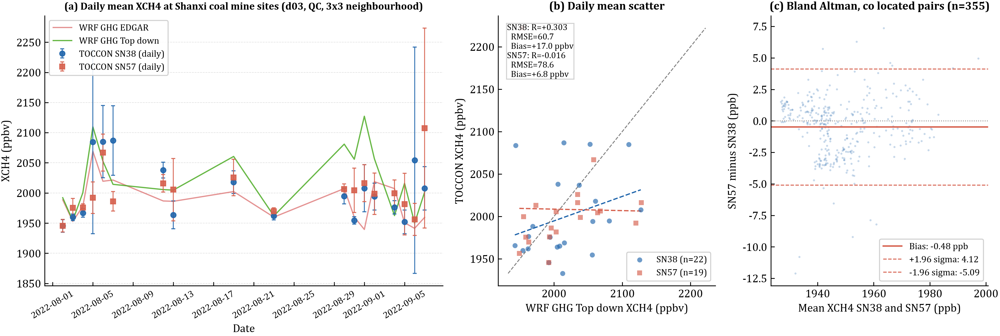 (a) Daily mean XCH4 at Shanxi coal mine sites (d03, QC, 3x3 neighbourhood)
WRF GHG EDGAR
WRF GHG Top down
TOCCON SN38 (daily)
TOCCON SN57 (daily)
XCH4 (ppbv)
2250
2200
2150
2100
2050
2000
1950
1900
1850
2022-08-01
2022-08-05
2022-08-09
2022-08-13
2022-08-17
2022-08-21
2022-08-25
2022-08-29
2022-09-01
2022-09-05
Date
(b) Daily mean scatter
SN38: R=+0.303
RMSE=60.7
Bias=+17.0 ppbv
SN57: R=-0.016
RMSE=78.6
Bias=+6.8 ppbv
TOCCON XCH4 (ppbv)
2200
2150
2100
2050
2000
1950
SN38 (n=22)
SN57 (n=19)
2000
2100
2200
WRF GHG Top down XCH4 (ppbv)
(c) Bland Altman, co located pairs (n=355)
SN57 minus SN38 (ppb)
7.5
5.0
2.5
0.0
-2.5
-5.0
-7.5
-10.0
-12.5
Bias: -0.48 ppb
+1.96 sigma: 4.12
-1.96 sigma: -5.09
1940
1960
1980
2000
Mean XCH4 SN38 and SN57 (ppb)